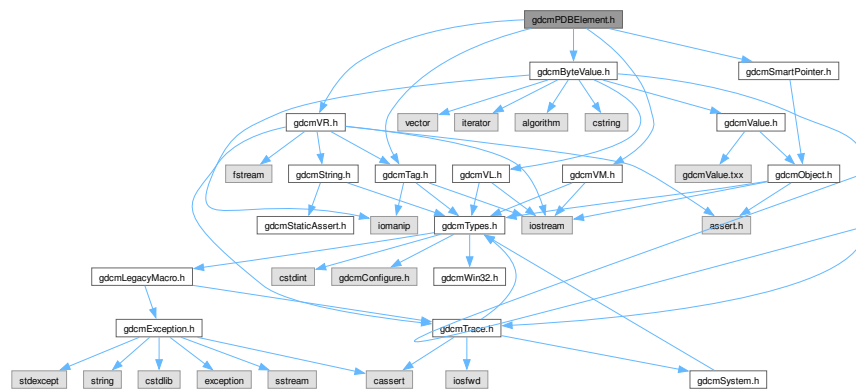 gdcmPDBElement.h
gdcmByteValue.h
gdcmSmartPointer.h
gdcmVR.h
vector
iterator
algorithm
cstring
gdcmValue.h
fstream
gdcmString.h
gdcmTag.h
gdcmVL.h
gdcmVM.h
gdcmValue.txx
gdcmObject.h
gdcmStaticAssert.h
iomanip
gdcmTypes.h
iostream
assert.h
gdcmLegacyMacro.h
cstdint
gdcmConfigure.h
gdcmWin32.h
gdcmException.h
gdcmTrace.h
stdexcept
string
cstdlib
exception
sstream
cassert
iosfwd
gdcmSystem.h